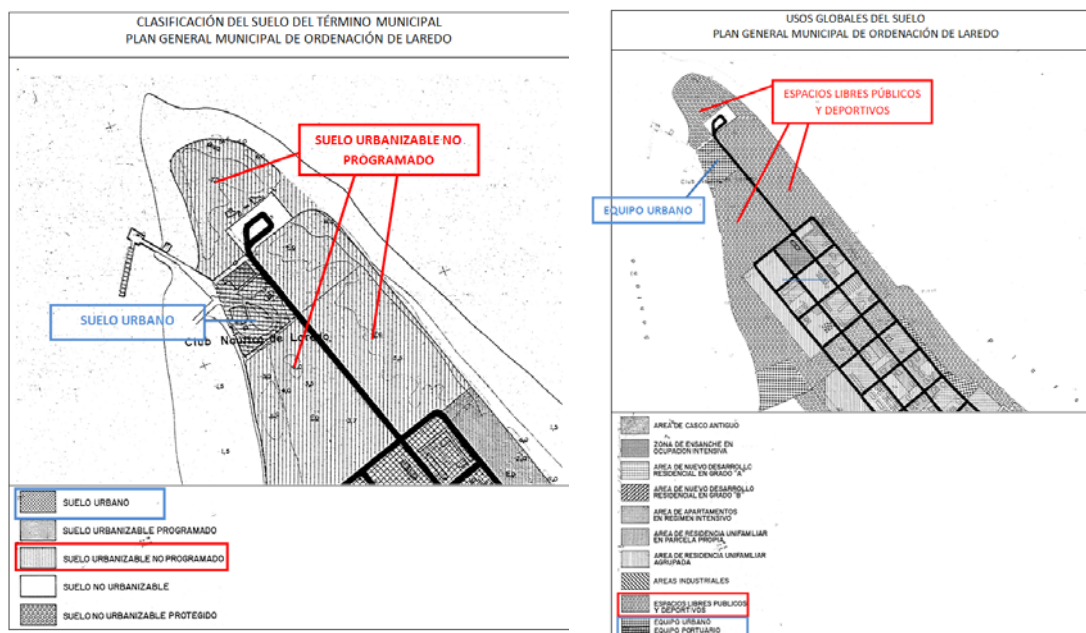 CLASIFICACIÓN DEL SUELO DEL TÉRMINO MUNICIPAL
PLAN GENERAL MUNICIPAL DE ORDENACIÓN DE LAREDO
SUELO URBANIZABLE NO
PROGRAMADO
SUELO URBANO
Club Nautico de Laredo
SUELO URBANO
SUELO URBANIZABLE PROGRAMADO
SUELO URBANIZABLE NO PROGRAMADO
SUELO NO URBANIZABLE
SUELO NO URBANIZABLE PROTEGIDO
USOS GLOBALES DEL SUELO
PLAN GENERAL MUNICIPAL DE ORDENACIÓN DE LAREDO
ESPACIOS LIBRES PÚBLICOS
Y DEPORTIVOS
EQUIPO URBANO
AREA DE CASCO ANTIGUO
ZONA DE ENSANCHE EN
OCUPACION INTENSIVA
AREA DE NUEVO DESARROLLO
RESIDENCIAL EN GRADO "A"
AREA DE NUEVO DESARROLLO
RESIDENCIAL EN GRADO "B"
AREA DE APARTAMENTOS
EN REGIMEN INTENSIVO
AREA DE RESIDENCIA UNIFAMILIAR
EN PARCELA PROPIA
AREA DE RESIDENCIA UNIFAMILIAR
AGRUPADA
AREAS INDUSTRIALES
ESPACIOS LIBRES PUBLICOS
Y DEPORTIVOS
EQUIPO URBANO
EQUIPO PORTUARIO